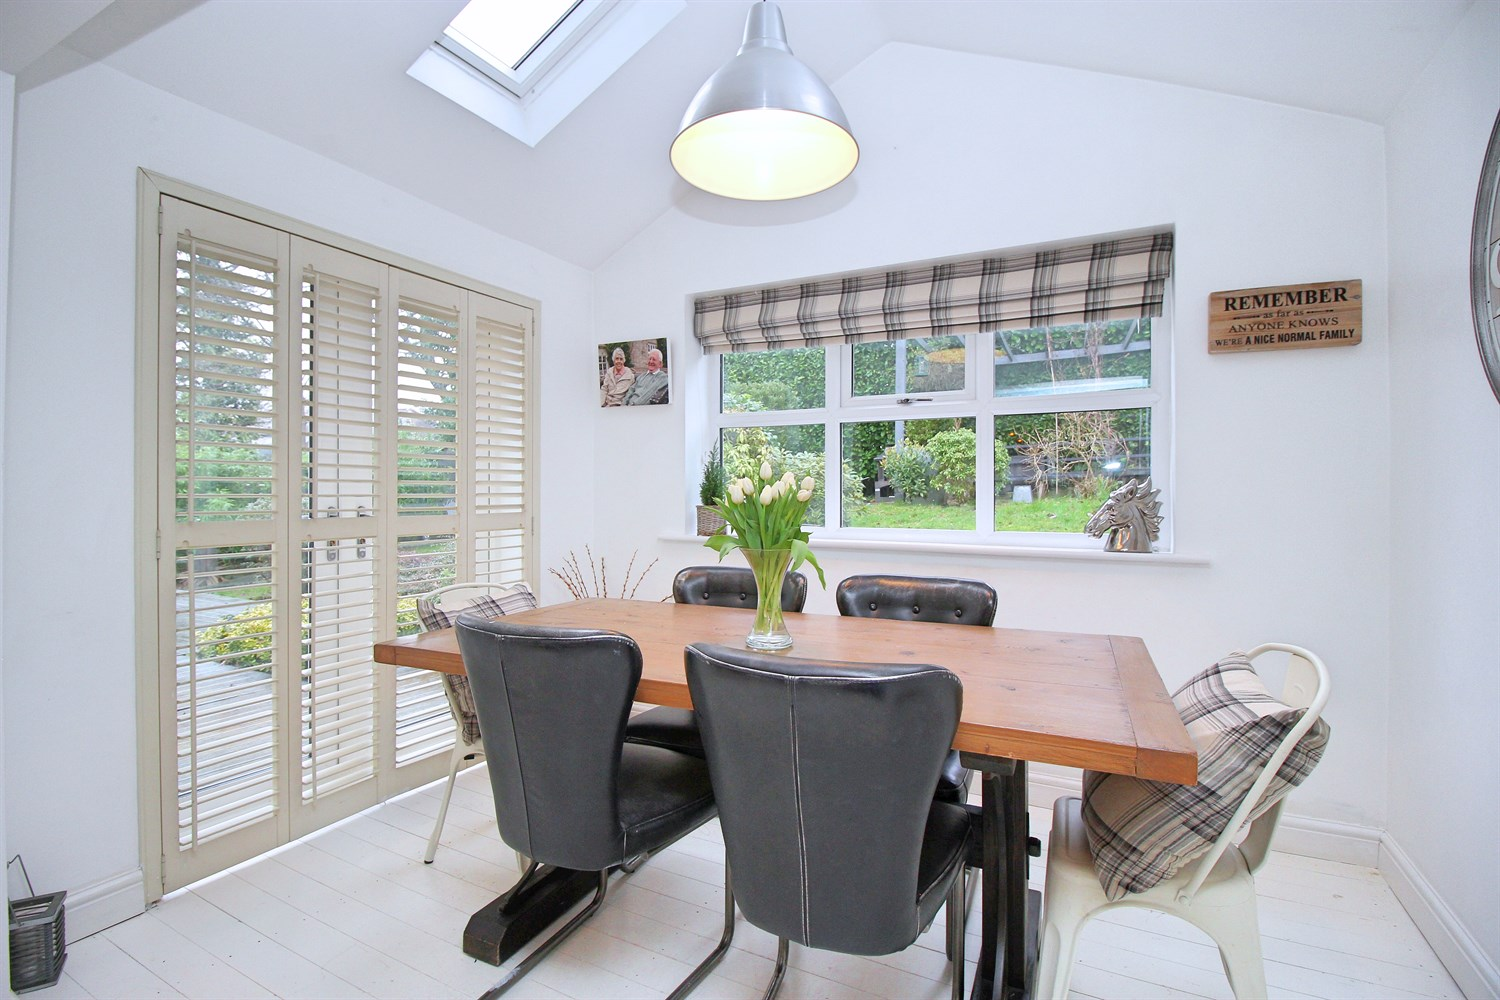 REMEMBER
as far as
ANYONE KNOWS
WE'RE A NICE NORMAL FAMILY